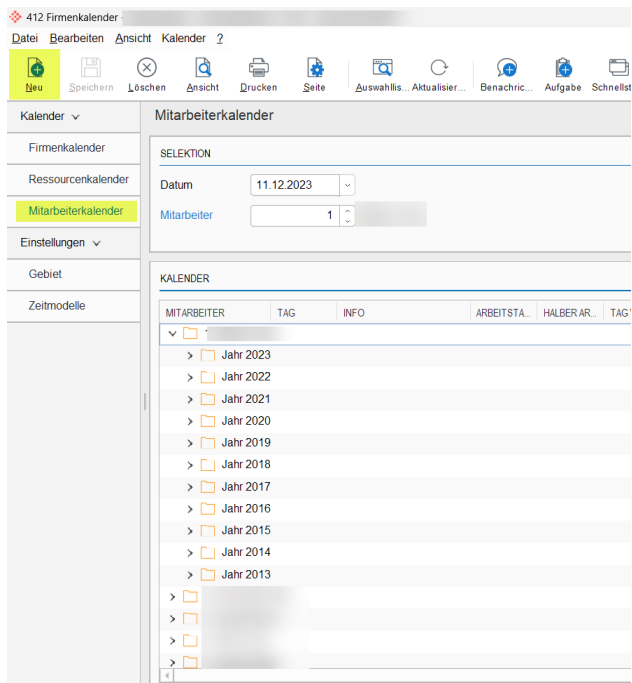 412 Firmenkalender
Datei Bearbeiten Ansicht Kalender ?
Neu Speichern Löschen Ansicht Drucken Seite Auswahllis... Aktualisier... Benachric... Aufgabe Schnellst
Kalender
Mitarbeiterkalender
Firmenkalender
SELEKTION
Ressourcenkalender
Datum 11.12.2023
Mitarbeiterkalender
Mitarbeiter 1
Einstellungen
Gebiet
KALENDER
Zeitmodelle
MITARBEITER TAG INFO ARBEITSTA... HALBER AR... TAG
Jahr 2023
Jahr 2022
Jahr 2021
Jahr 2020
Jahr 2019
Jahr 2018
Jahr 2017
Jahr 2016
Jahr 2015
Jahr 2014
Jahr 2013